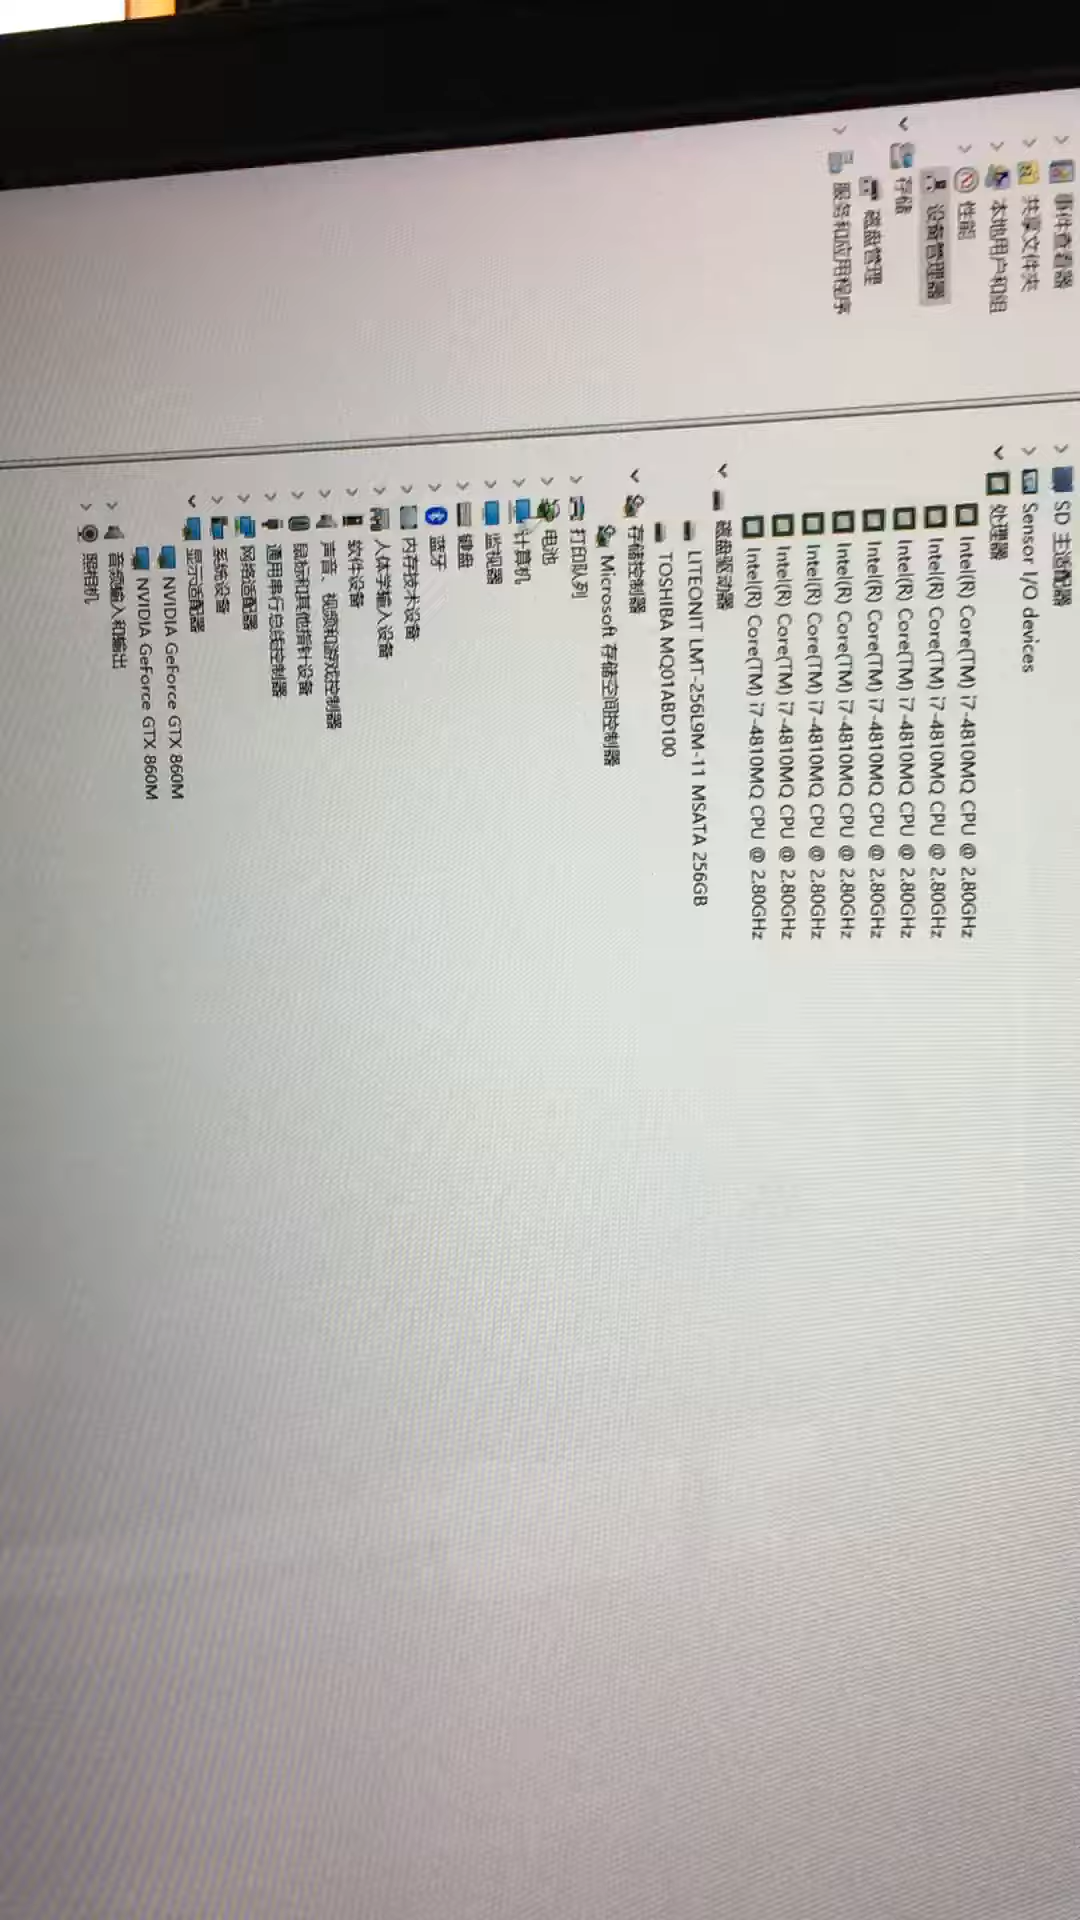 事件查看器
共享文件夹
本地用户和组
性能
设备管理器
存储
磁盘管理
服务和应用程序
SD 主适配器
Sensor I/O devices
处理器
Intel(R) Core(TM) i7-4810MQ CPU @ 2.80GHz
Intel(R) Core(TM) i7-4810MQ CPU @ 2.80GHz
Intel(R) Core(TM) i7-4810MQ CPU @ 2.80GHz
Intel(R) Core(TM) i7-4810MQ CPU @ 2.80GHz
Intel(R) Core(TM) i7-4810MQ CPU @ 2.80GHz
Intel(R) Core(TM) i7-4810MQ CPU @ 2.80GHz
Intel(R) Core(TM) i7-4810MQ CPU @ 2.80GHz
Intel(R) Core(TM) i7-4810MQ CPU @ 2.80GHz
磁盘驱动器
LITEONIT LMT-256L9M-11 MSATA 256GB
TOSHIBA MQ01ABD100
存储控制器
Microsoft 存储空间控制器
打印队列
电池
计算机
监视器
键盘
蓝牙
内存技术设备
人体学输入设备
软件设备
声音、视频和游戏控制器
鼠标和其他指针设备
通用串行总线控制器
网络适配器
系统设备
显示适配器
NVIDIA GeForce GTX 860M
NVIDIA GeForce GTX 860M
音频输入和输出
照相机